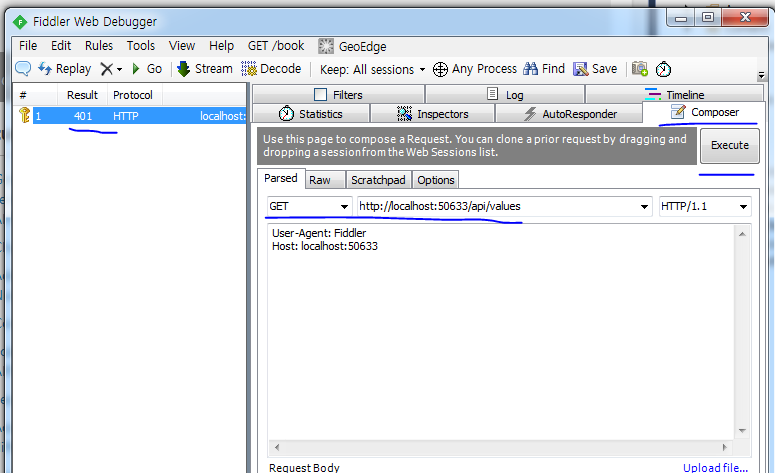 Fiddler Web Debugger
File Edit Rules Tools View Help GET /book GeoEdge
Replay Go Stream Decode Keep: All sessions Any Process Find Save
# Result Protocol
1 401 HTTP localhost:
Filters Log Timeline
Statistics Inspectors AutoResponder Composer
Use this page to compose a Request. You can clone a prior request by dragging and
dropping a sessionfrom the Web Sessions list.
Execute
Parsed Raw Scratchpad Options
GET http://localhost:50633/api/values HTTP/1.1
User-Agent: Fiddler
Host: localhost:50633
Request Body Upload file...